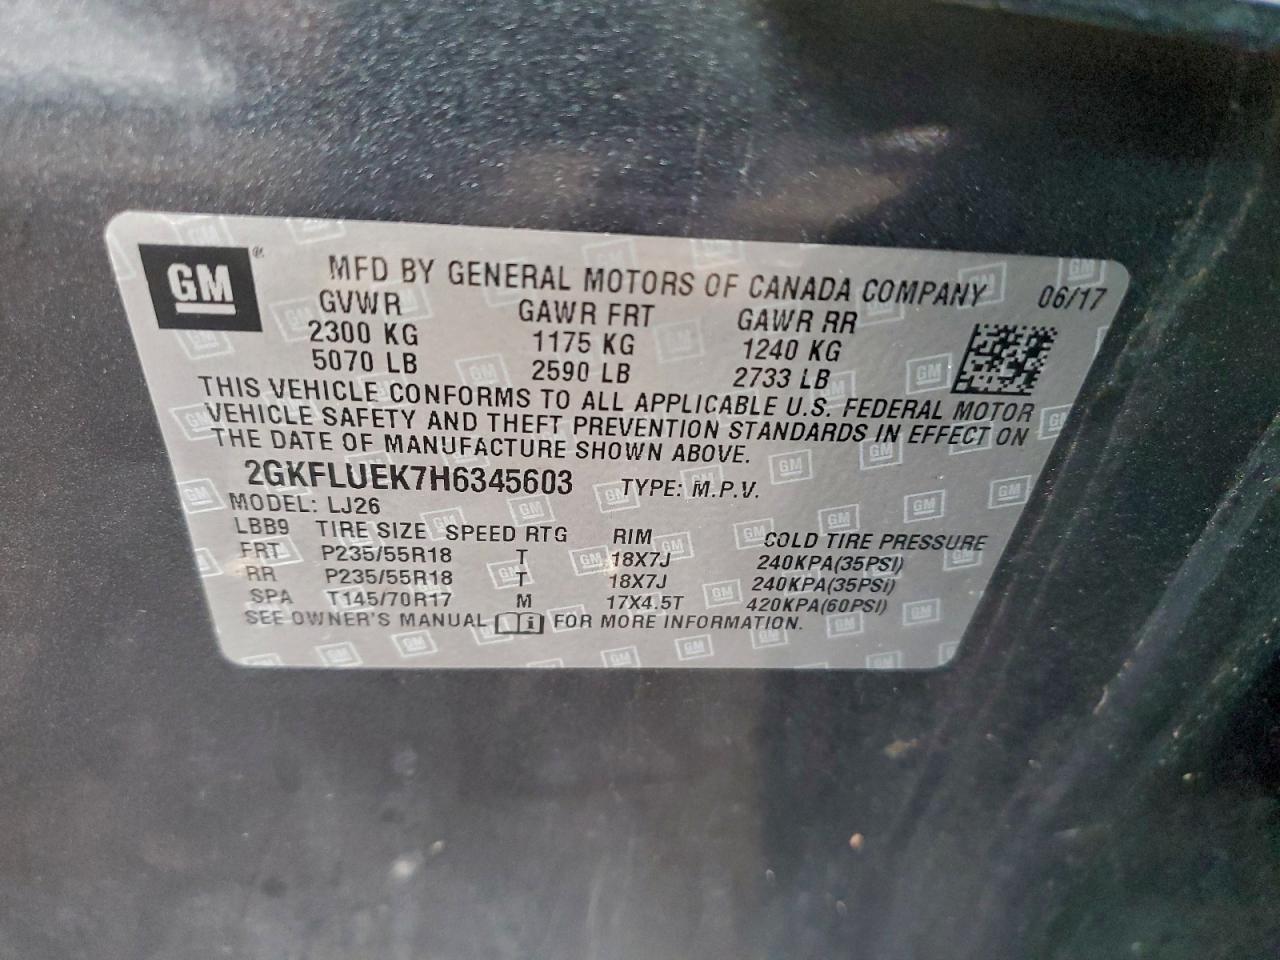 GM ® MFD BY GENERAL MOTORS OF CANADA COMPANY 06/17
GVWR GAWR FRT GAWR RR
2300 KG 1175 KG 1240 KG
5070 LB 2590 LB 2733 LB
THIS VEHICLE CONFORMS TO ALL APPLICABLE U.S. FEDERAL MOTOR
VEHICLE SAFETY AND THEFT PREVENTION STANDARDS IN EFFECT ON
THE DATE OF MANUFACTURE SHOWN ABOVE.
2GKFLUEK7H6345603 TYPE: M.P.V.
MODEL: LJ26
LBB9 TIRE SIZE SPEED RTG RIM COLD TIRE PRESSURE
FRT P235/55R18 T 18X7J 240KPA(35PSI)
RR P235/55R18 T 18X7J 240KPA(35PSI)
SPA T145/70R17 M 17X4.5T 420KPA(60PSI)
SEE OWNER'S MANUAL i FOR MORE INFORMATION.